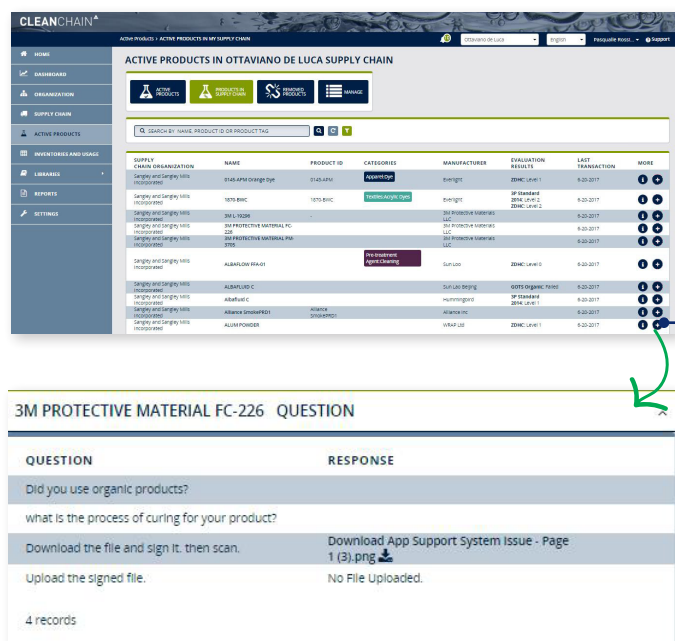 CLEANCHAIN
Active Products > ACTIVE PRODUCTS IN MY SUPPLY CHAIN
Ottaviano de Luca
English
Pasqualle Rossi...
Support
HOME
DASHBOARD
ORGANIZATION
SUPPLY CHAIN
ACTIVE PRODUCTS
INVENTORIES AND USAGE
LIBRARIES
REPORTS
SETTINGS
ACTIVE PRODUCTS IN OTTAVIANO DE LUCA SUPPLY CHAIN
ACTIVE PRODUCTS
PRODUCTS IN SUPPLY CHAIN
REMOVED PRODUCTS
MANAGE
SEARCH BY NAME, PRODUCT ID OR PRODUCT TAG
SUPPLY CHAIN ORGANIZATION NAME PRODUCT ID CATEGORIES MANUFACTURER EVALUATION RESULTS LAST TRANSACTION MORE
Sangley and Sangley Mills Incorporated 0145-APM Orange Dye 0145-APM Apparel:Dye Everlight ZDHC: Level 1 6-20-2017
Sangley and Sangley Mills Incorporated 1870-BWC 1870-BWC Textiles:Acrylic Dyes Everlight 3P Standard 2014: Level 2 ZDHC: Level 2 6-20-2017
Sangley and Sangley Mills Incorporated 3M L-19206 - 3M Protective Materials LLC 6-20-2017
Sangley and Sangley Mills Incorporated 3M PROTECTIVE MATERIAL FC-226 3M Protective Materials LLC 6-20-2017
Sangley and Sangley Mills Incorporated 3M PROTECTIVE MATERIAL PM-3705 3M Protective Materials LLC 6-20-2017
Sangley and Sangley Mills Incorporated ALBAFLOW FFA-01 Pre-treatment Agent:Cleaning Sun Loo ZDHC: Level 0 6-20-2017
Sangley and Sangley Mills Incorporated ALBAFLUID C Sun Lao Beijing GOTS Organic: Failed 6-20-2017
Sangley and Sangley Mills Incorporated Albafluid C Hummingbird 3P Standard 2014: Level 1 6-20-2017
Sangley and Sangley Mills Incorporated Alliance SmokePRD1 Alliance SmokePRD1 Alliance Inc 6-20-2017
Sangley and Sangley Mills Incorporated ALUM POWDER WRAP Ltd ZDHC: Level 1 6-20-2017
3M PROTECTIVE MATERIAL FC-226 QUESTION
QUESTION RESPONSE
Did you use organic products?
what is the process of curing for your product?
Download the file and sign it. then scan. Download App Support System Issue - Page 1 (3).png
Upload the signed file. No File Uploaded.
4 records